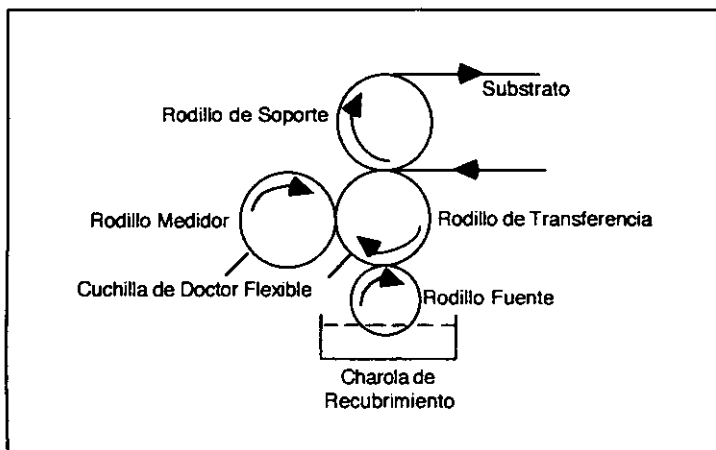 Substrato
Rodillo de Soporte
Rodillo Medidor
Rodillo de Transferencia
Cuchilla de Doctor Flexible
Rodillo Fuente
Charola de
Recubrimiento